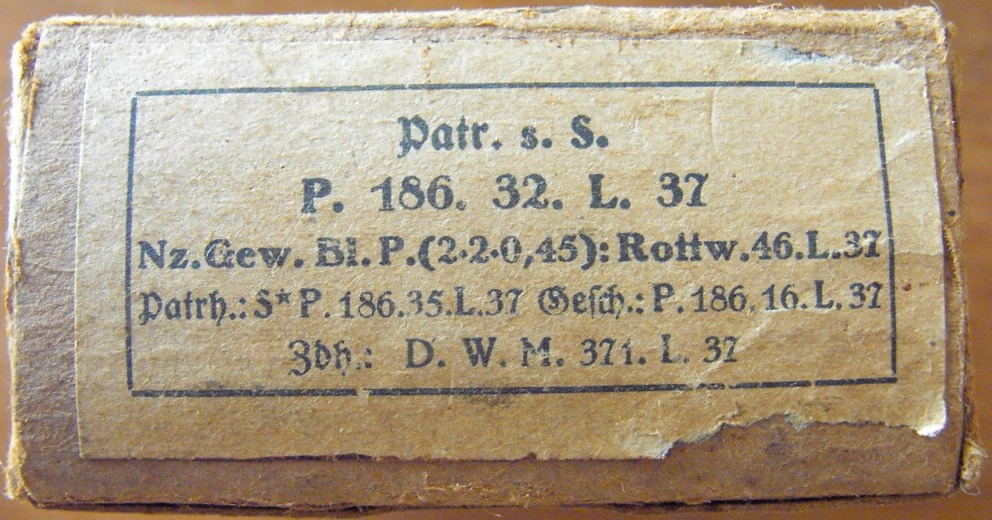 Patr. s. S.
P. 186. 32. L. 37
Nz. Gew. Bl. P. (2·2·0,45): Rottw. 46. L. 37
Patrh.: S* P. 186. 35. L. 37 Gesch.: P. 186. 16. L. 37
Zdh.: D. W. M. 371. L. 37